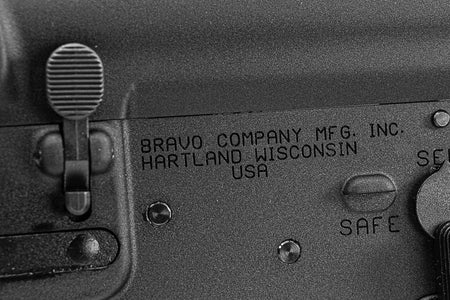 BRAVO COMPANY MFG. INC.
HARTLAND WISCONSIN
USA
SAFE